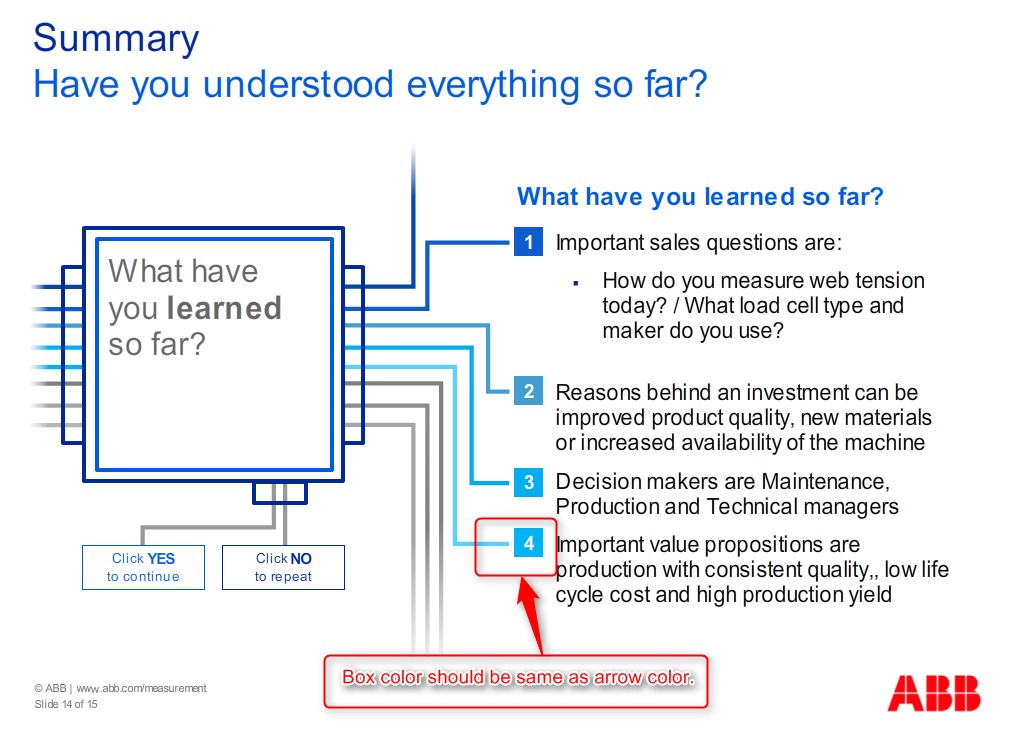 Summary
Have you understood everything so far?
What have you learned so far?
What have
you learned
so far?
1 Important sales questions are:
▪ How do you measure web tension
today? / What load cell type and
maker do you use?
2 Reasons behind an investment can be
improved product quality, new materials
or increased availability of the machine
3 Decision makers are Maintenance,
Production and Technical managers
4 Important value propositions are
production with consistent quality,, low life
cycle cost and high production yield
Click YES
to continue
Click NO
to repeat
Box color should be same as arrow color.
© ABB | www.abb.com/measurement
Slide 14 of 15
ABB